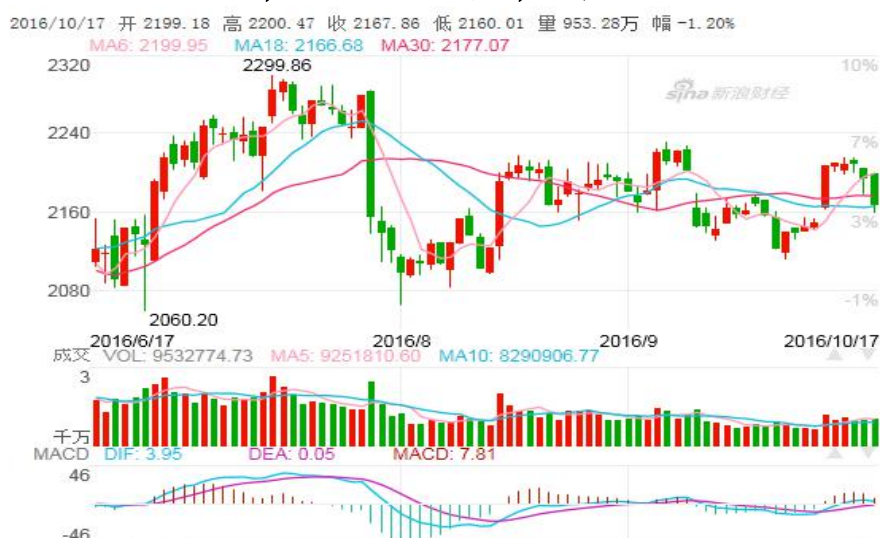 2016/10/17 开 2199.18 高 2200.47 收 2167.86 低 2160.01 量 953.28万 幅 -1.20%
MA6: 2199.95 MA18: 2166.68 MA30: 2177.07
2320 2299.86 10%
sina 新浪财经
2240 7%
2160 3%
2080 -1%
2060.20
2016/6/17 2016/8 2016/9 2016/10/17
成交 VOL: 9532774.73 MA5: 9251810.60 MA10: 8290906.77
3
千万
MACD DIF: 3.95 DEA: 0.05 MACD: 7.81
46
-46